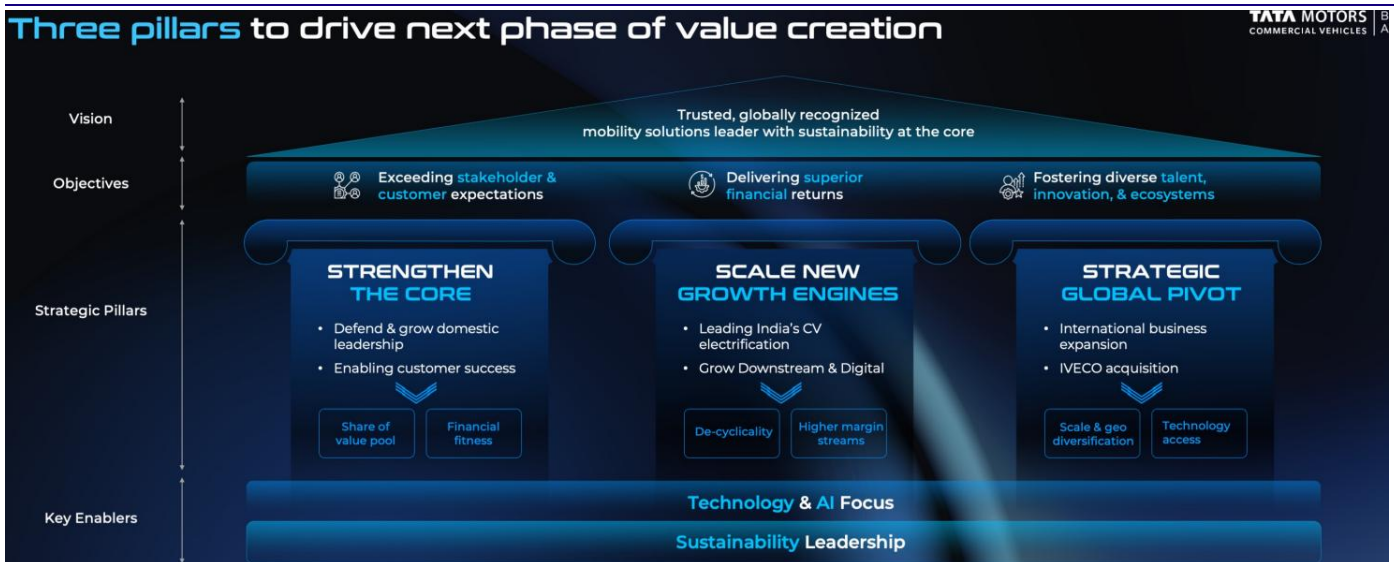 Three pillars to drive next phase of value creation
TATA MOTORS
COMMERCIAL VEHICLES
B
A
Vision
Trusted, globally recognized
mobility solutions leader with sustainability at the core
Objectives
Exceeding stakeholder &
customer expectations
Delivering superior
financial returns
Fostering diverse talent,
innovation, & ecosystems
Strategic Pillars
STRENGTHEN
THE CORE
• Defend & grow domestic
leadership
• Enabling customer success
Share of
value pool
Financial
fitness
SCALE NEW
GROWTH ENGINES
• Leading India's CV
electrification
• Grow Downstream & Digital
De-cyclicality
Higher margin
streams
STRATEGIC
GLOBAL PIVOT
• International business
expansion
• IVECO acquisition
Scale & geo
diversification
Technology
access
Key Enablers
Technology & AI Focus
Sustainability Leadership